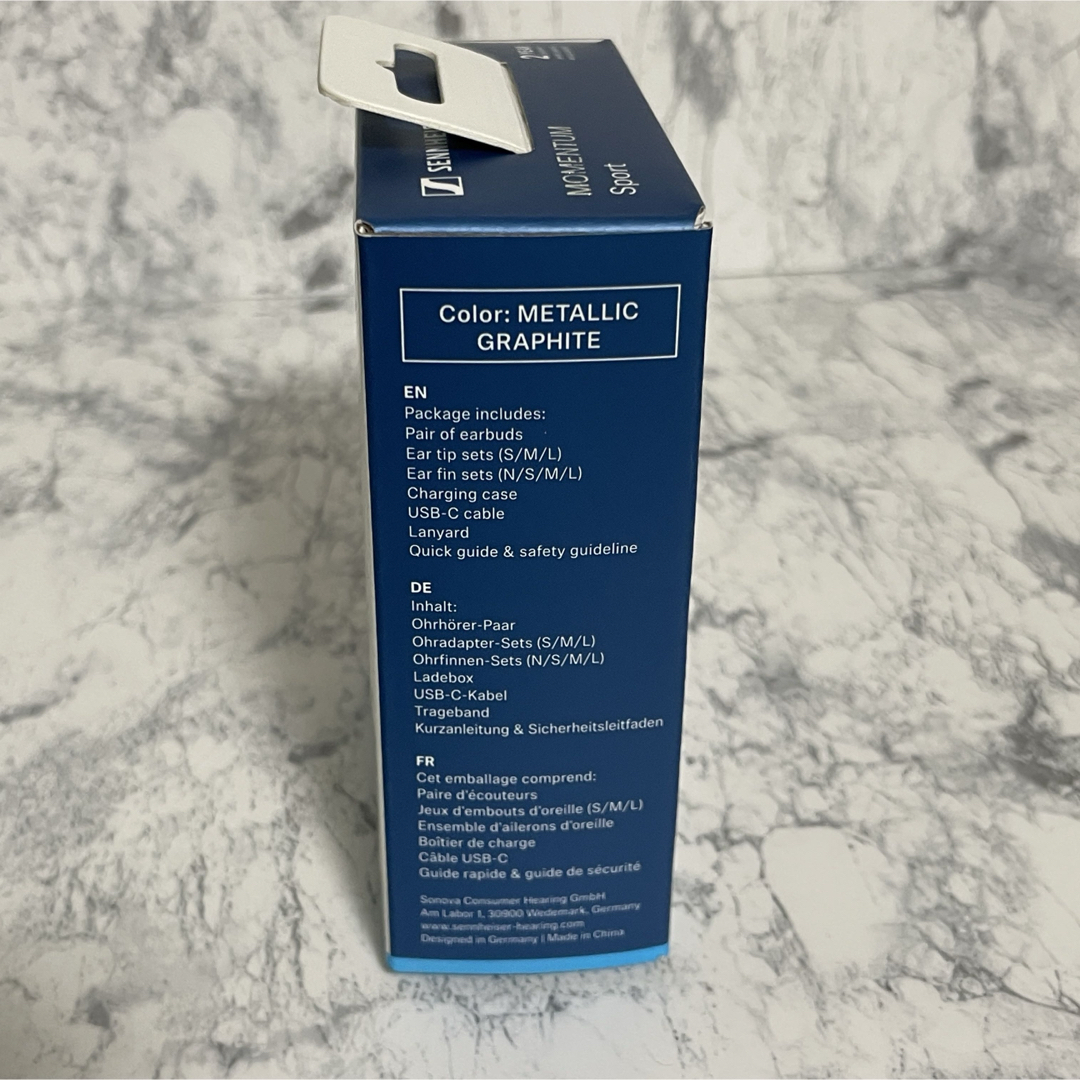 SENNHEI
MOMENTUM
Sport
2
Color: METALLIC
GRAPHITE
EN
Package includes:
Pair of earbuds
Ear tip sets (S/M/L)
Ear fin sets (N/S/M/L)
Charging case
USB-C cable
Lanyard
Quick guide & safety guideline
DE
Inhalt:
Ohrhörer-Paar
Ohradapter-Sets (S/M/L)
Ohrfinnen-Sets (N/S/M/L)
Ladebox
USB-C-Kabel
Trageband
Kurzanleitung & Sicherheitsleitfaden
FR
Cet emballage comprend:
Paire d'écouteurs
Jeux d'embouts d'oreille (S/M/L)
Ensemble d'ailerons d'oreille
Boîtier de charge
Câble USB-C
Guide rapide & guide de sécurité
Sonova Consumer Hearing GmbH
Am Labor 1, 30900 Wedemark, Germany
www.sennheiser-hearing.com
Designed in Germany | Made in China